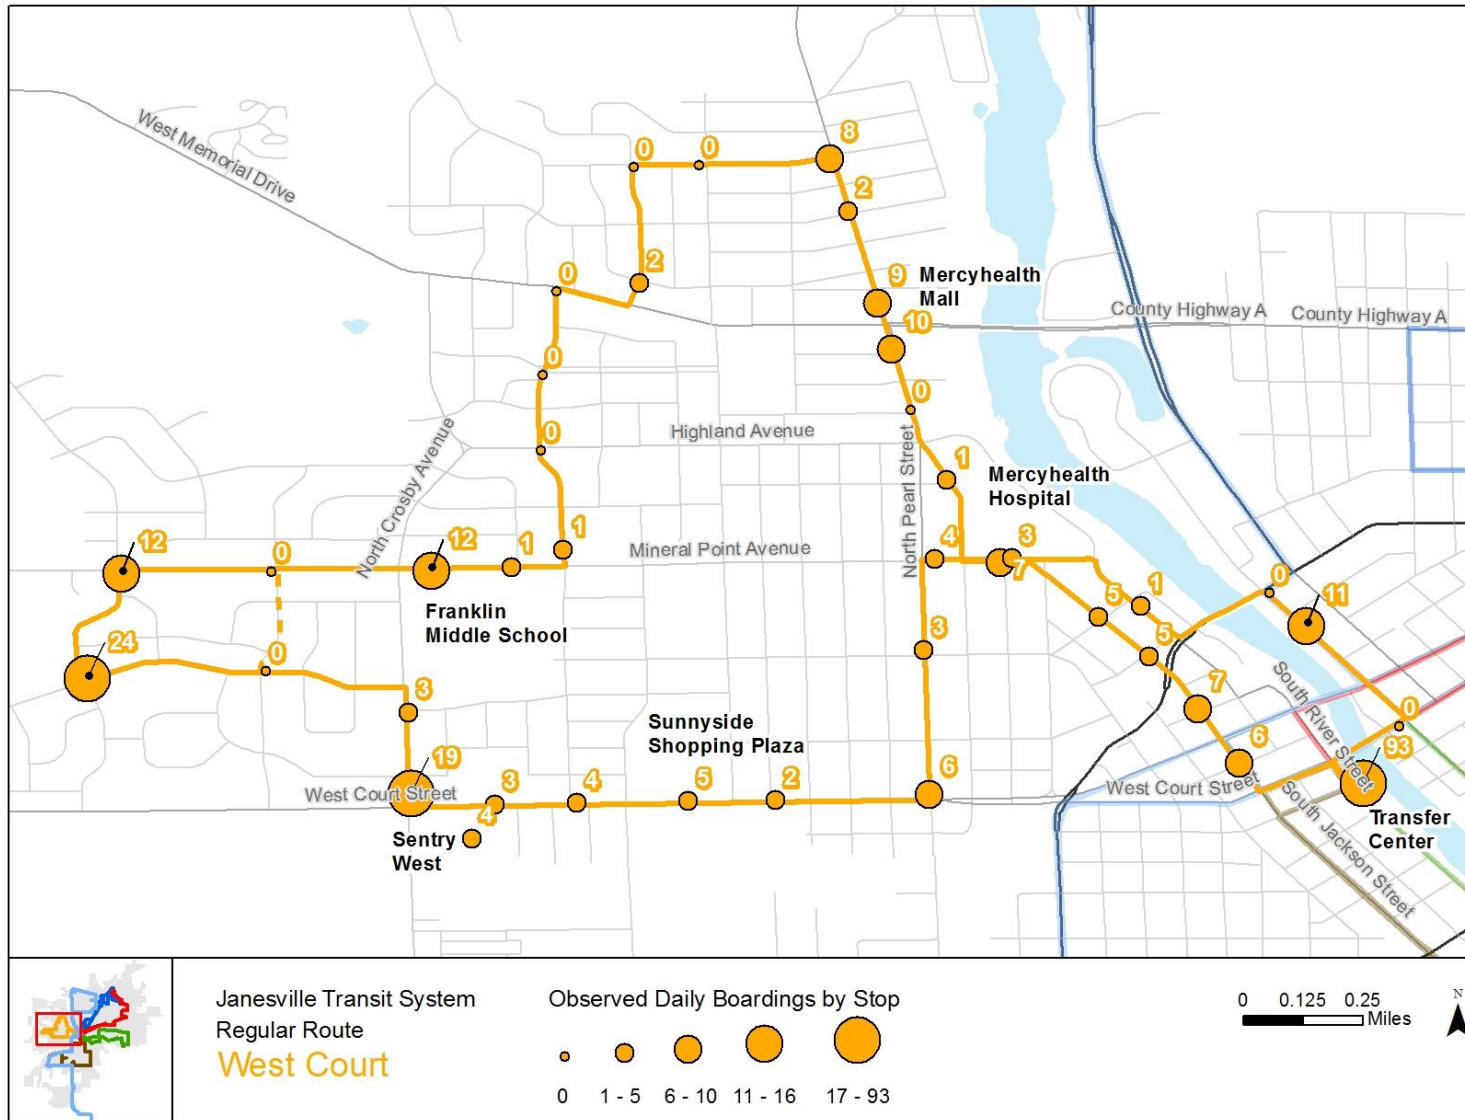 8
0
0
2
West Memorial Drive
2
0
9
Mercyhealth
Mall
10
County Highway A
County Highway A
0
0
Highland Avenue
0
North Crosby Avenue
North Pearl Street
1
Mercyhealth
Hospital
12
0
12
1
1
Mineral Point Avenue
4
3
7
0
11
5
1
Franklin
Middle School
24
0
3
5
3
7
South River Street
0
Sunnyside
Shopping Plaza
19
3
4
5
2
6
6
93
West Court Street
4
West Court Street
South Jackson Street
Transfer
Center
Sentry
West
Janesville Transit System
Regular Route
West Court
Observed Daily Boardings by Stop
0
1 - 5
6 - 10
11 - 16
17 - 93
0 0.125 0.25
Miles
N